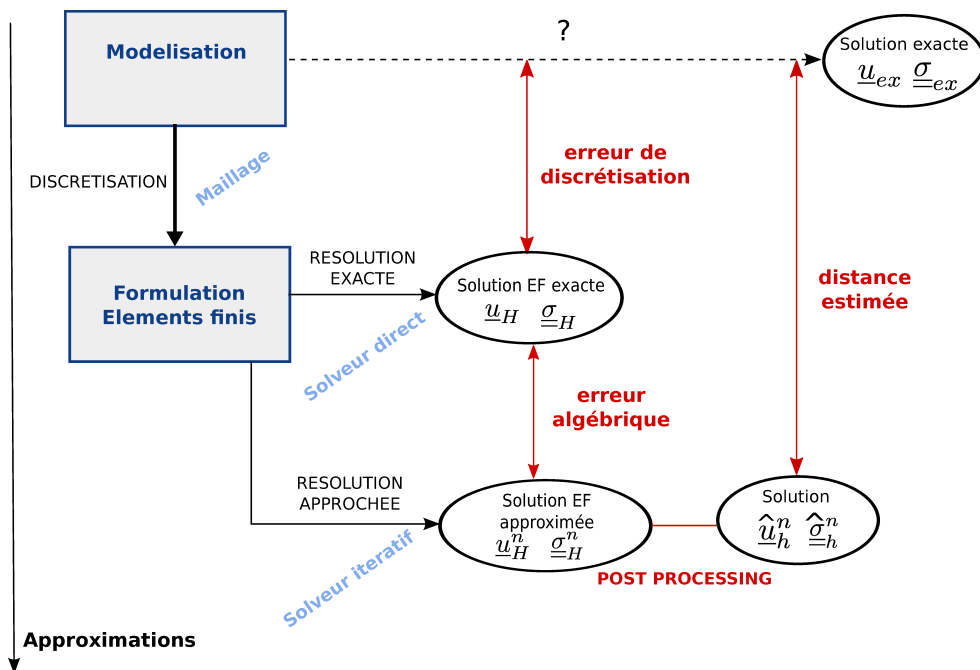 ?
Modelisation
Solution exacte
u_ex σ_ex
Maillage
DISCRETISATION
erreur de
discrétisation
RESOLUTION
EXACTE
Formulation
Elements finis
Solution EF exacte
u_H σ_H
distance
estimée
Solveur direct
erreur
algébrique
RESOLUTION
APPROCHEE
Solution EF
approximée
u_H^n σ_H^n
Solution
û_h^n σ̂_h^n
Solveur iteratif
POST PROCESSING
Approximations